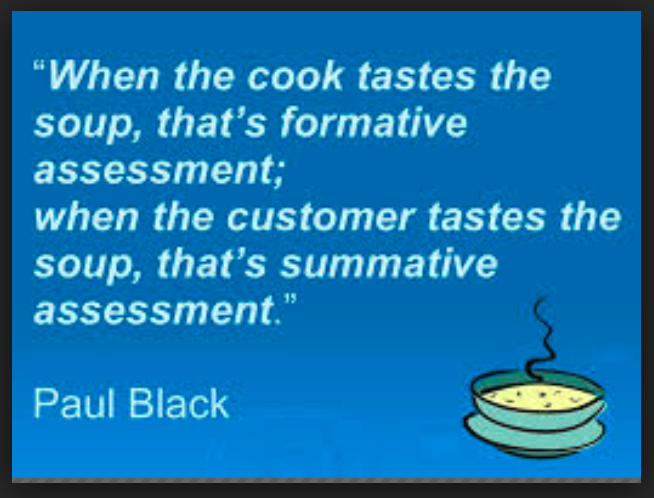 “When the cook tastes the
soup, that’s formative
assessment;
when the customer tastes the
soup, that’s summative
assessment.”
Paul Black